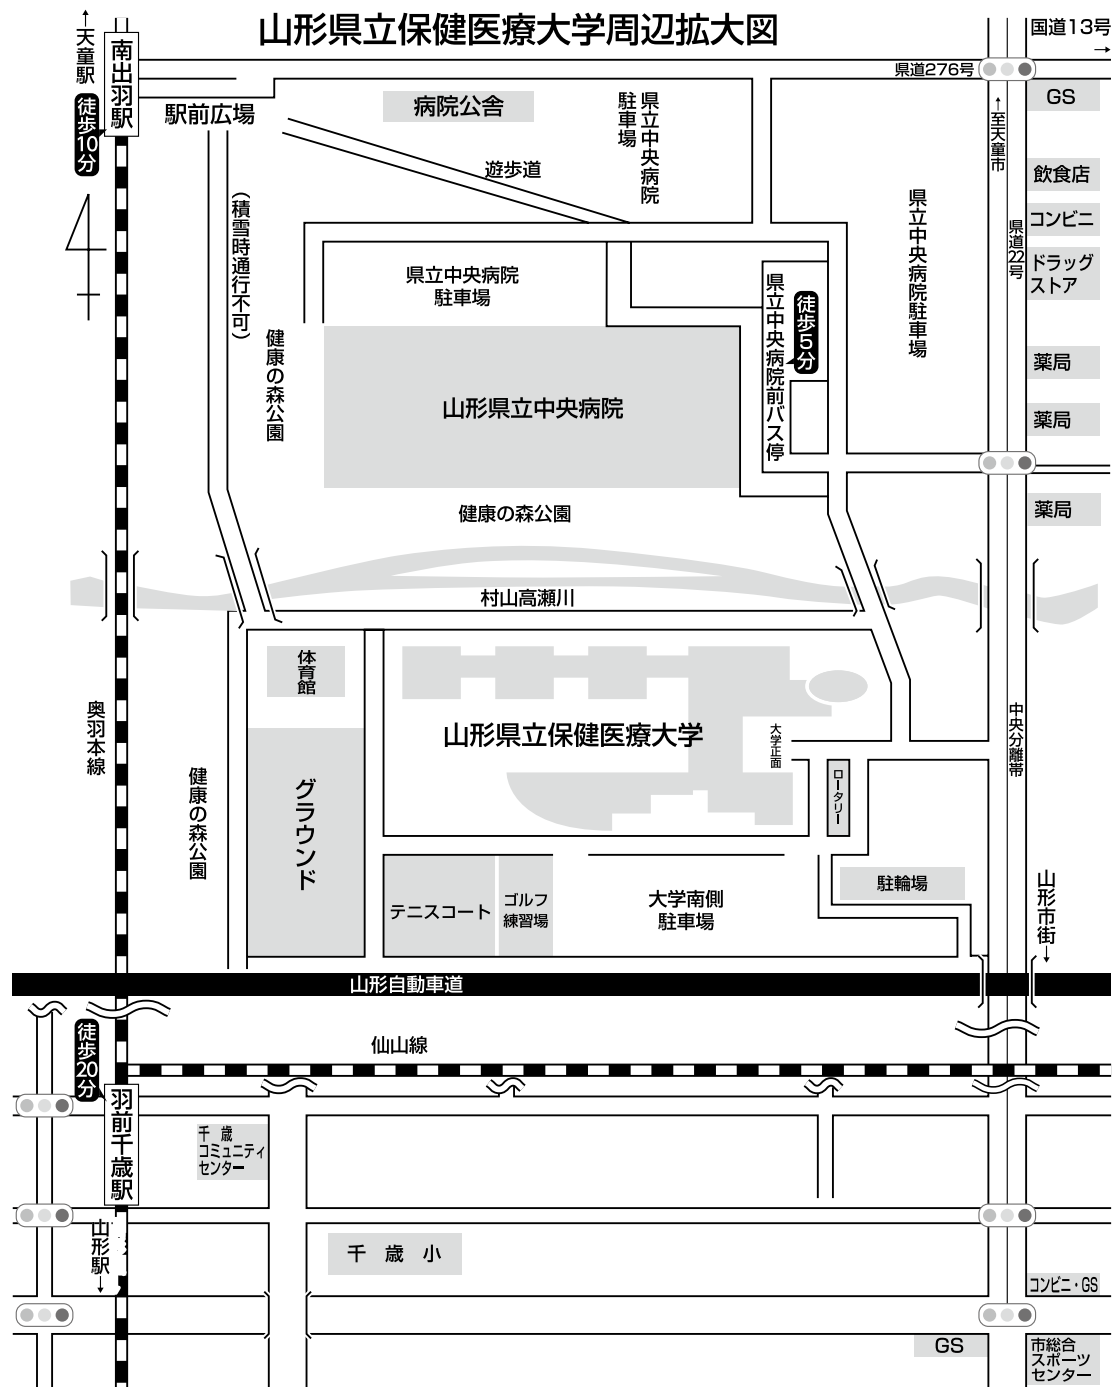 山形県立保健医療大学周辺拡大図
国道13号
→
↑天童駅
南出羽駅
徒歩10分
駅前広場
病院公舎
県立中央病院
駐車場
県道276号
GS
↑至天童市
遊歩道
飲食店
コンビニ
ドラッグ
ストア
県道22号
(積雪時通行不可)
県立中央病院
駐車場
県立中央病院前バス停
徒歩5分
県立中央病院駐車場
健康の森公園
山形県立中央病院
薬局
薬局
薬局
健康の森公園
村山高瀬川
体育館
奥羽本線
山形県立保健医療大学
大学正面
中央分離帯
健康の森公園
グラウンド
ロータリー
テニスコート
ゴルフ
練習場
大学南側
駐車場
駐輪場
山形市街↓
山形自動車道
徒歩20分
仙山線
羽前千歳駅
千　歳
コミュニティ
センター
山形駅↓
千　歳　小
コンビニ・GS
GS
市総合
スポーツ
センター